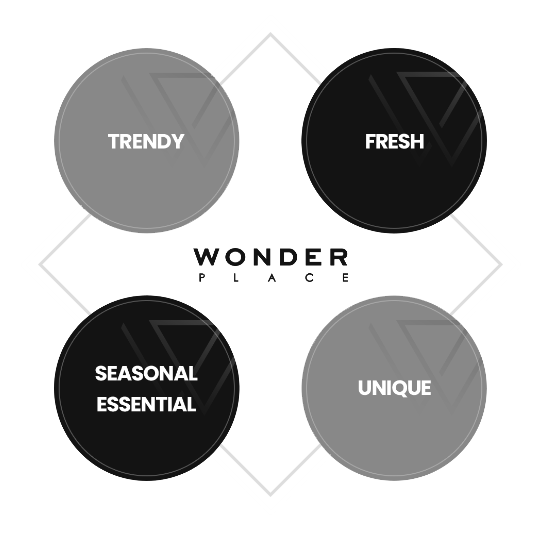 TRENDY
FRESH
WONDER
PLACE
SEASONAL
ESSENTIAL
UNIQUE